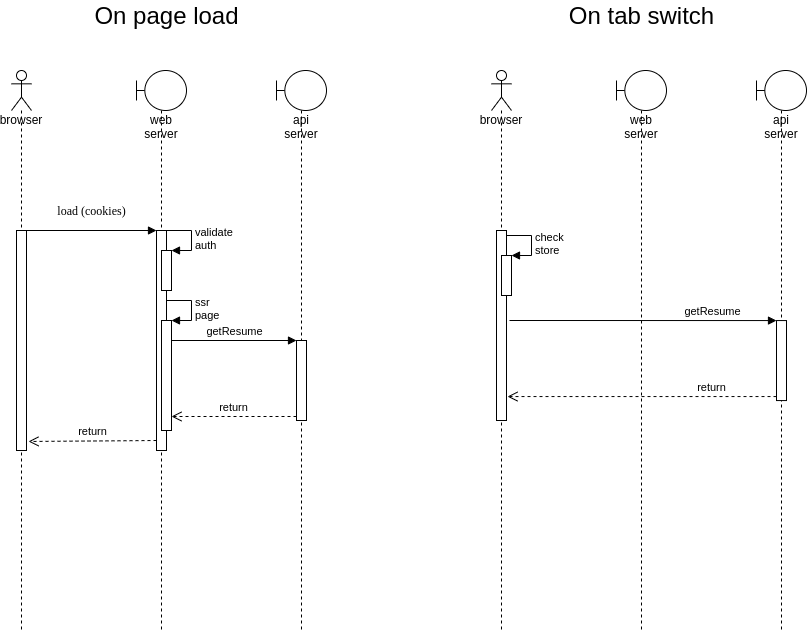 On page load
On tab switch
browser
web
server
api
server
browser
web
server
api
server
load (cookies)
validate
auth
ssr
page
getResume
return
return
check
store
getResume
return